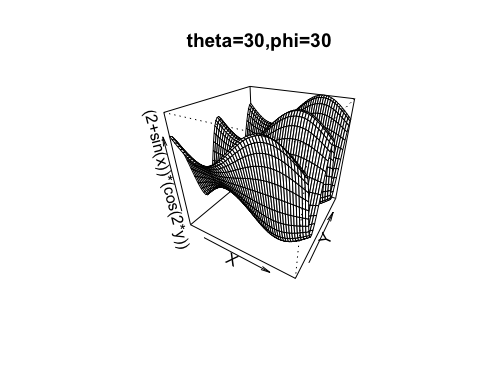 theta=30,phi=30
(2+sin(x))*(cos(2*y))
X
Y